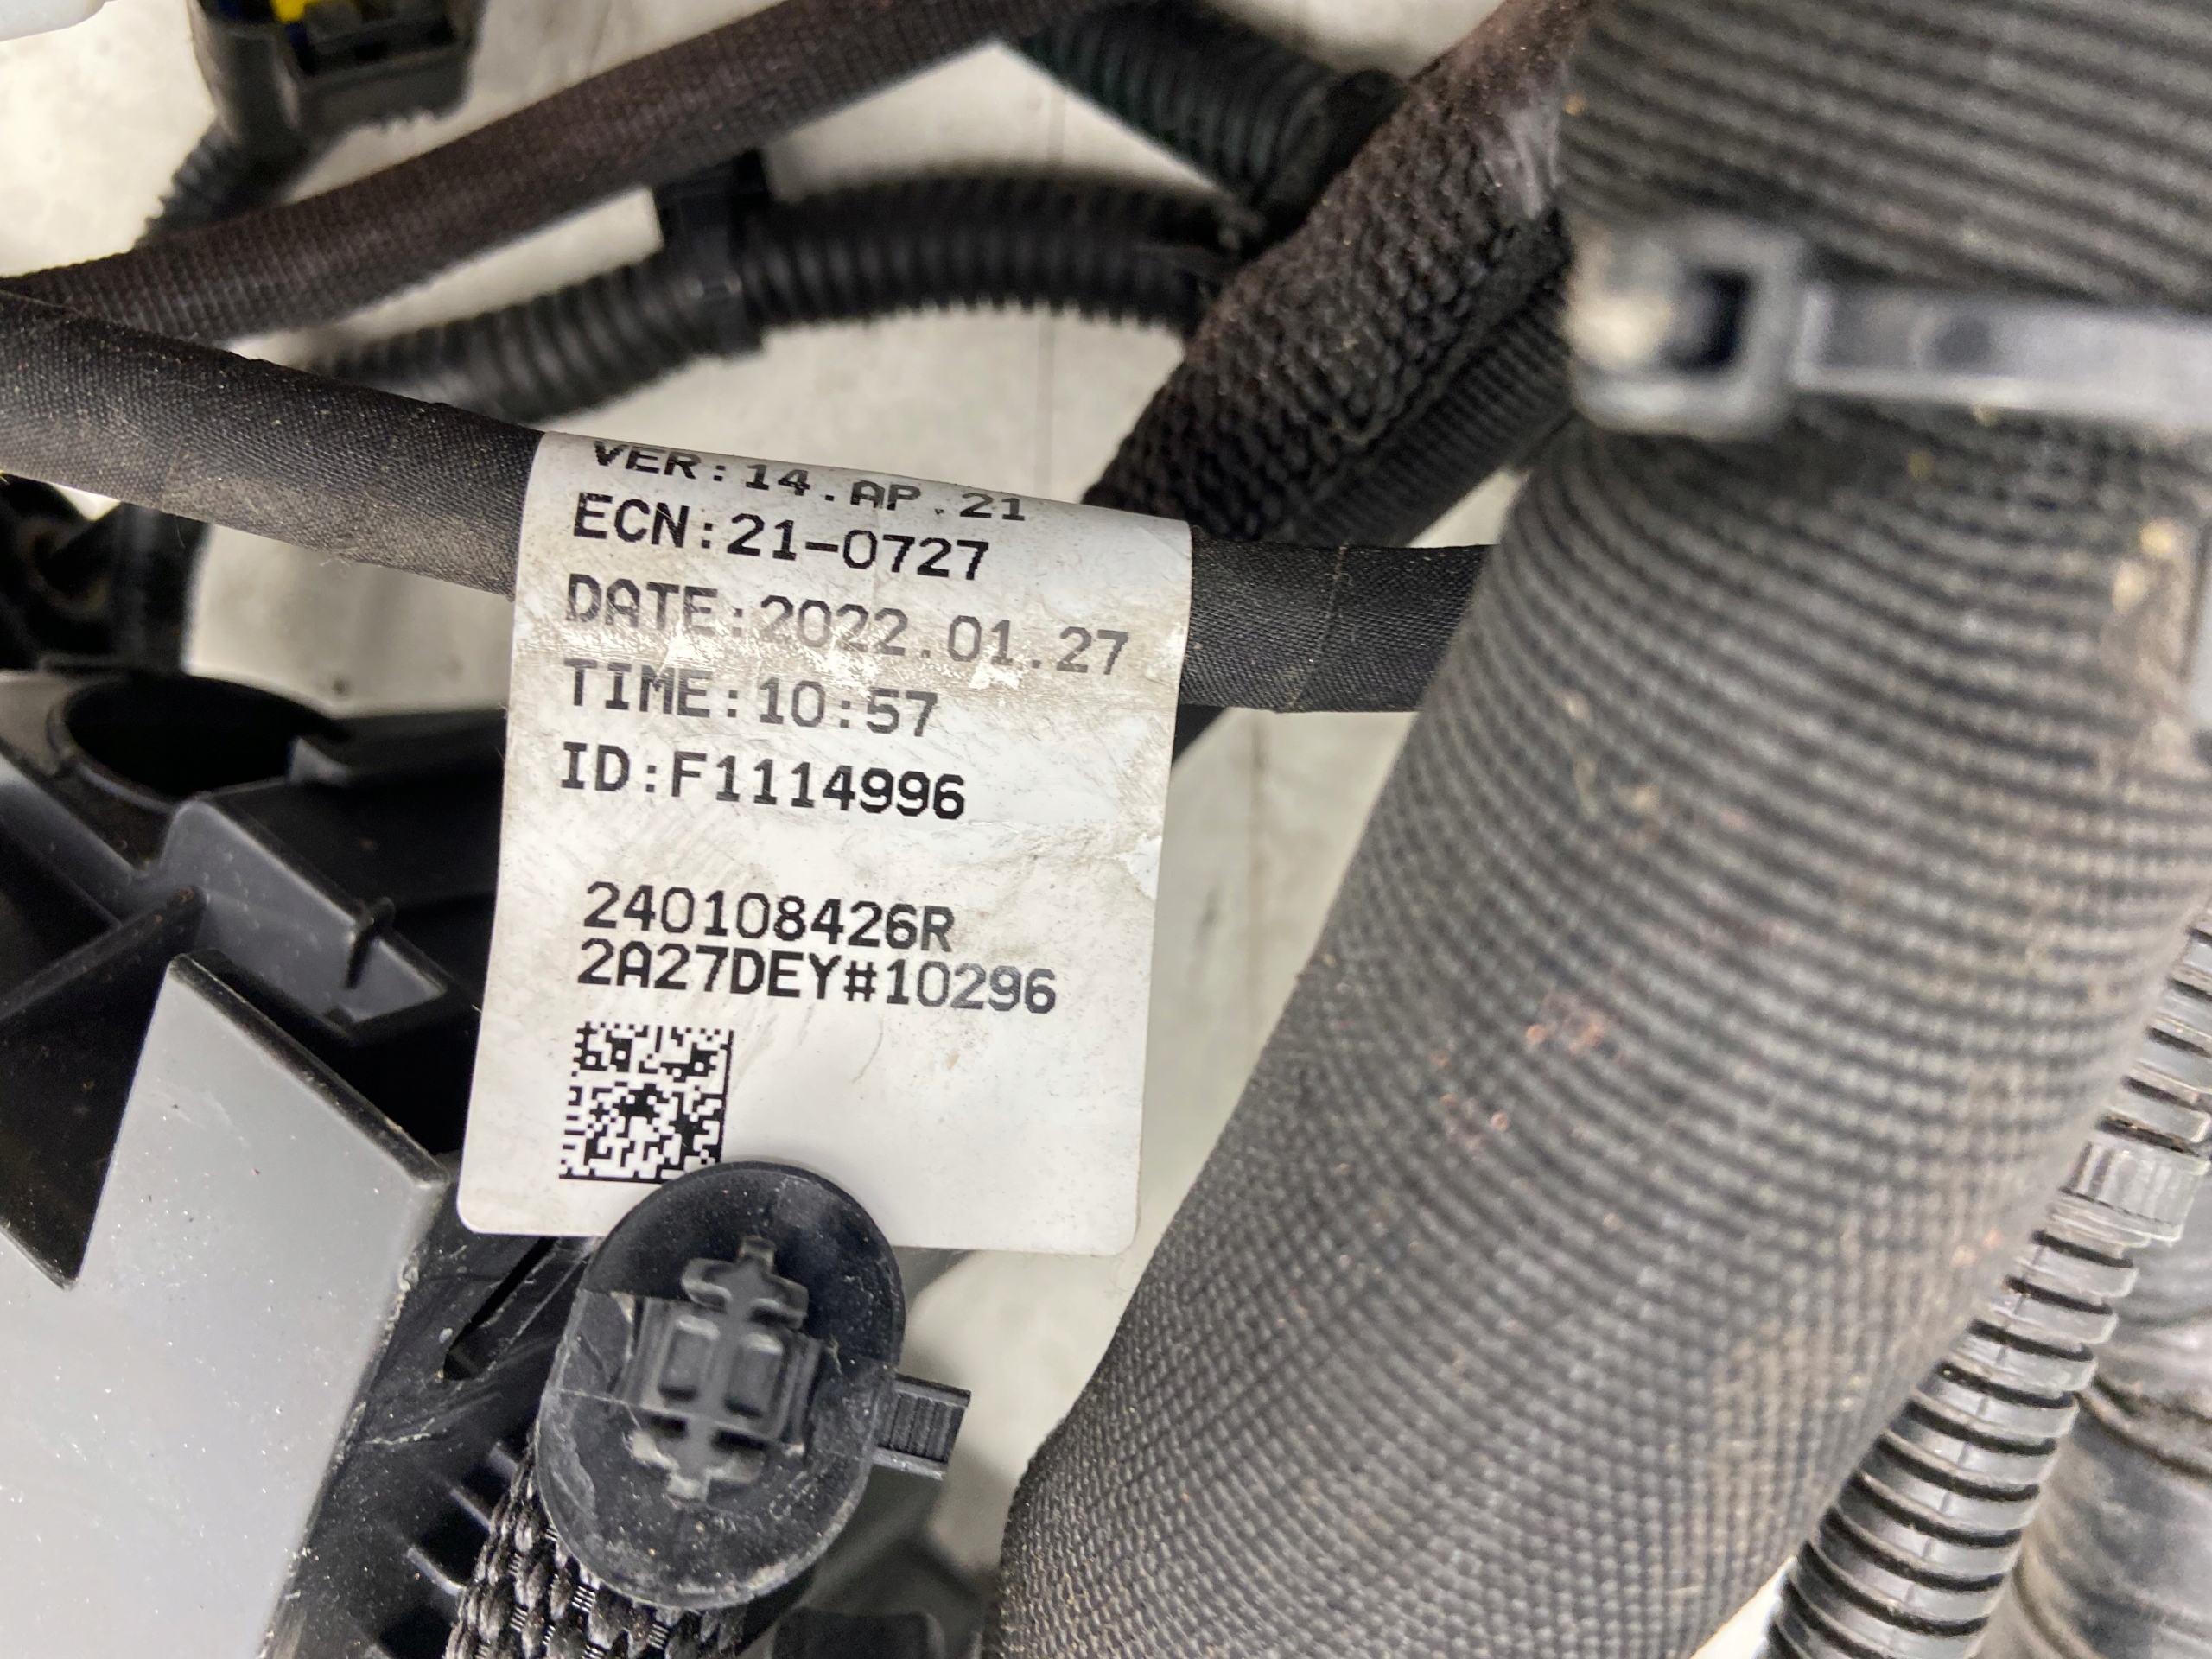 VER:14.AP.21
ECN:21-0727
DATE:2022.01.27
TIME:10:57
ID:F1114996
240108426R
2A27DEY#10296